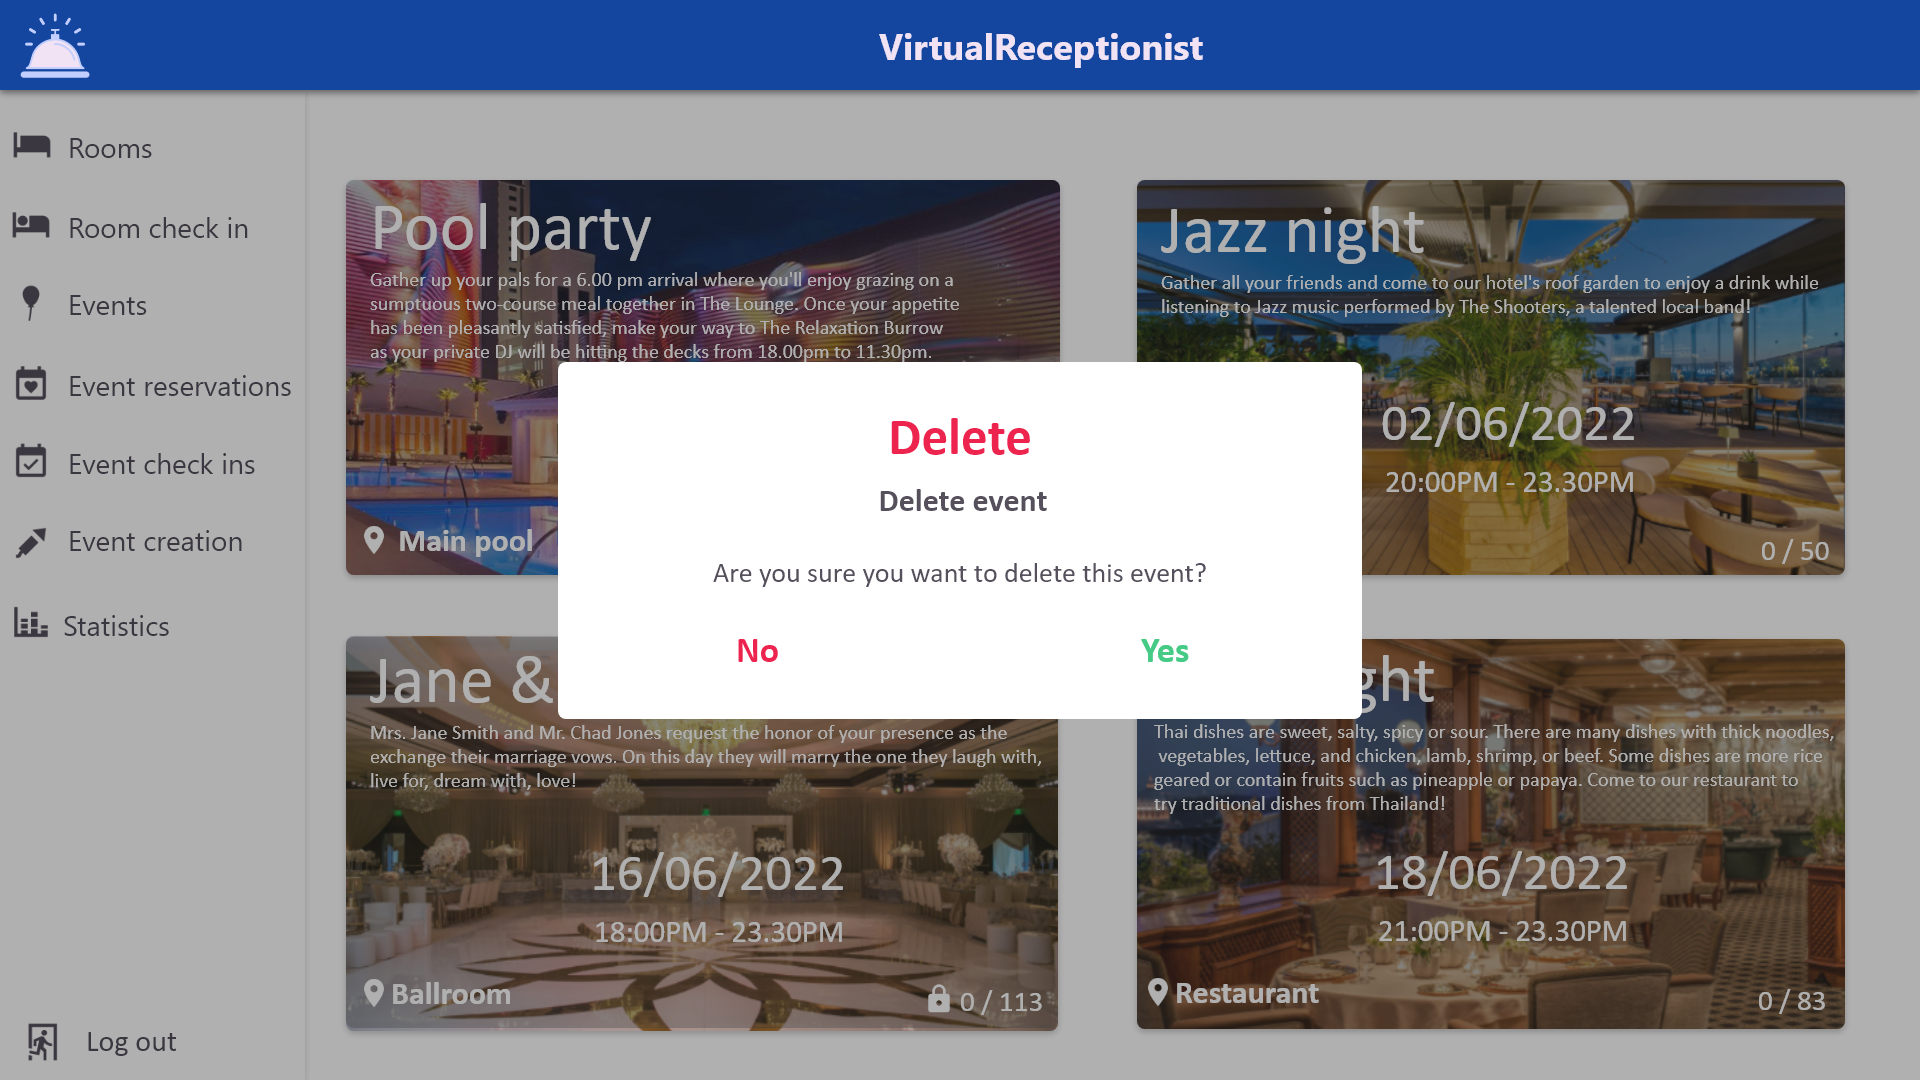 VirtualReceptionist
Rooms
Room check in
Events
Event reservations
Event check ins
Event creation
Statistics
Log out
Pool party
Gather up your pals for a 6.00 pm arrival where you'll enjoy grazing on a
sumptuous two-course meal together in The Lounge. Once your appetite
has been pleasantly satisfied, make your way to The Relaxation Burrow
as your private DJ will be hitting the decks from 18.00pm to 11.30pm.
Main pool
Jazz night
Gather all your friends and come to our hotel's roof garden to enjoy a drink while
listening to Jazz music performed by The Shooters, a talented local band!
02/06/2022
20:00PM - 23.30PM
0 / 50
Delete
Delete event
Are you sure you want to delete this event?
No
Yes
Jane &
Mrs. Jane Smith and Mr. Chad Jones request the honor of your presence as the
exchange their marriage vows. On this day they will marry the one they laugh with,
live for, dream with, love!
16/06/2022
18:00PM - 23.30PM
Ballroom
0 / 113
ght
Thai dishes are sweet, salty, spicy or sour. There are many dishes with thick noodles,
vegetables, lettuce, and chicken, lamb, shrimp, or beef. Some dishes are more rice
geared or contain fruits such as pineapple or papaya. Come to our restaurant to
try traditional dishes from Thailand!
18/06/2022
21:00PM - 23.30PM
Restaurant
0 / 83